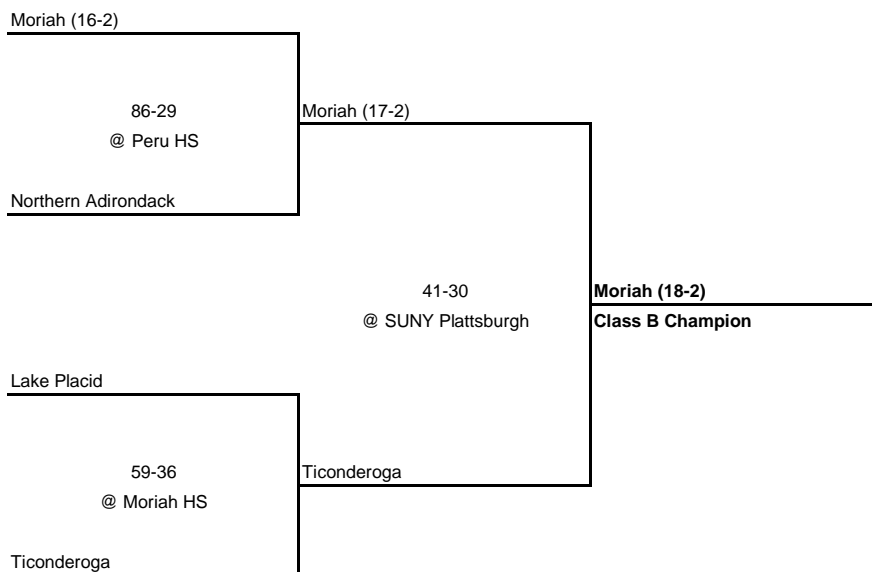 Moriah (16-2)
86-29
Moriah (17-2)
@ Peru HS
Northern Adirondack
41-30
Moriah (18-2)
@ SUNY Plattsburgh
Class B Champion
Lake Placid
59-36
Ticonderoga
@ Moriah HS
Ticonderoga